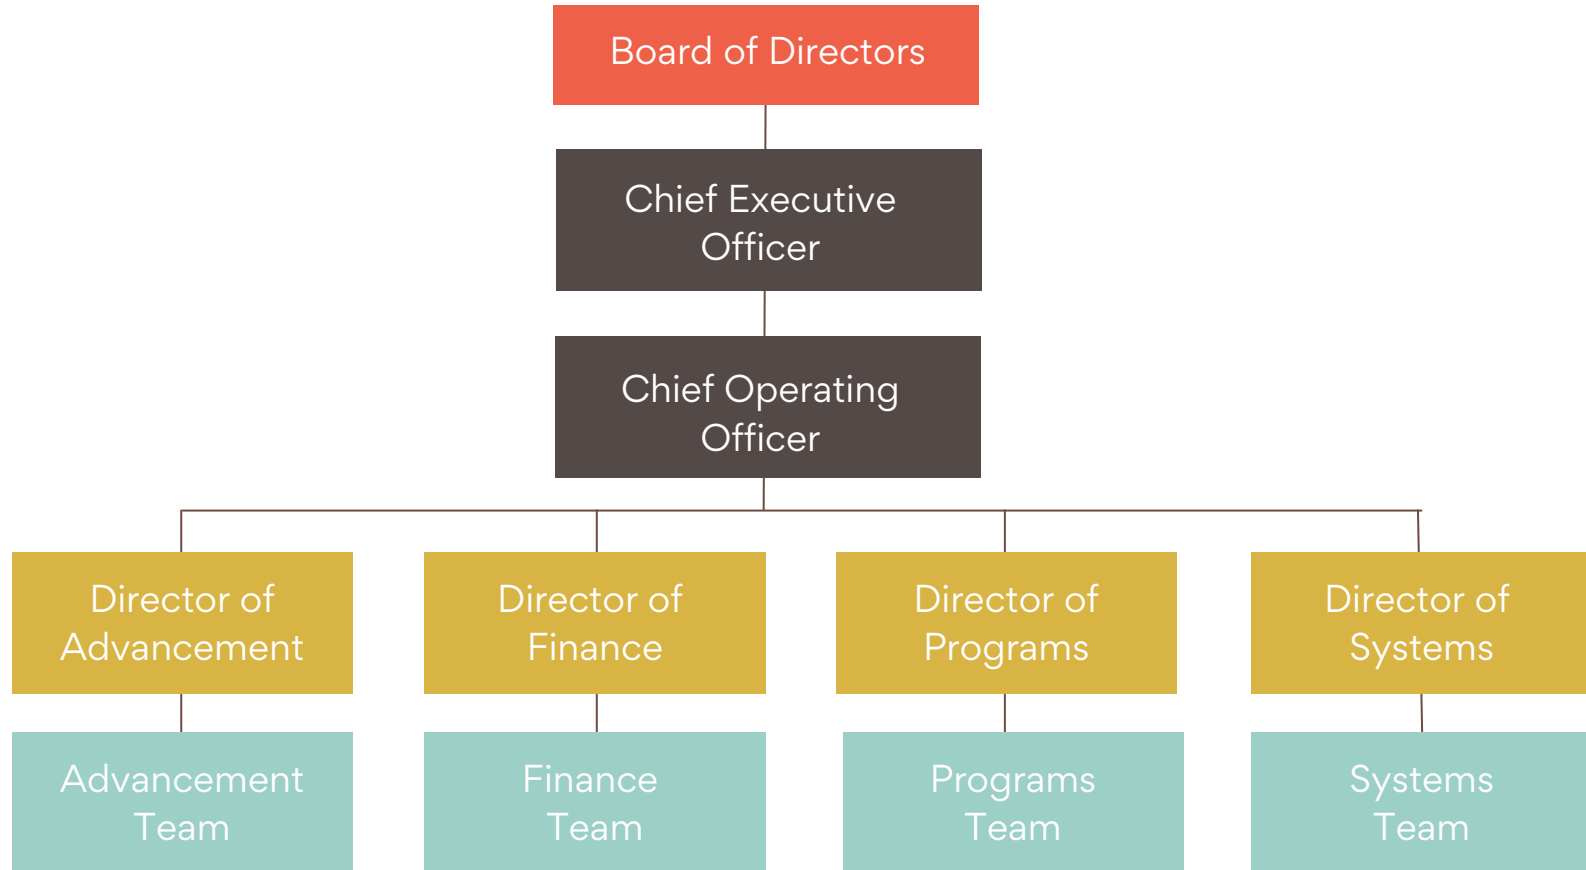 Board of Directors
Chief Executive
Officer
Chief Operating
Officer
Director of
Advancement
Director of
Finance
Director of
Programs
Director of
Systems
Advancement
Team
Finance
Team
Programs
Team
Systems
Team